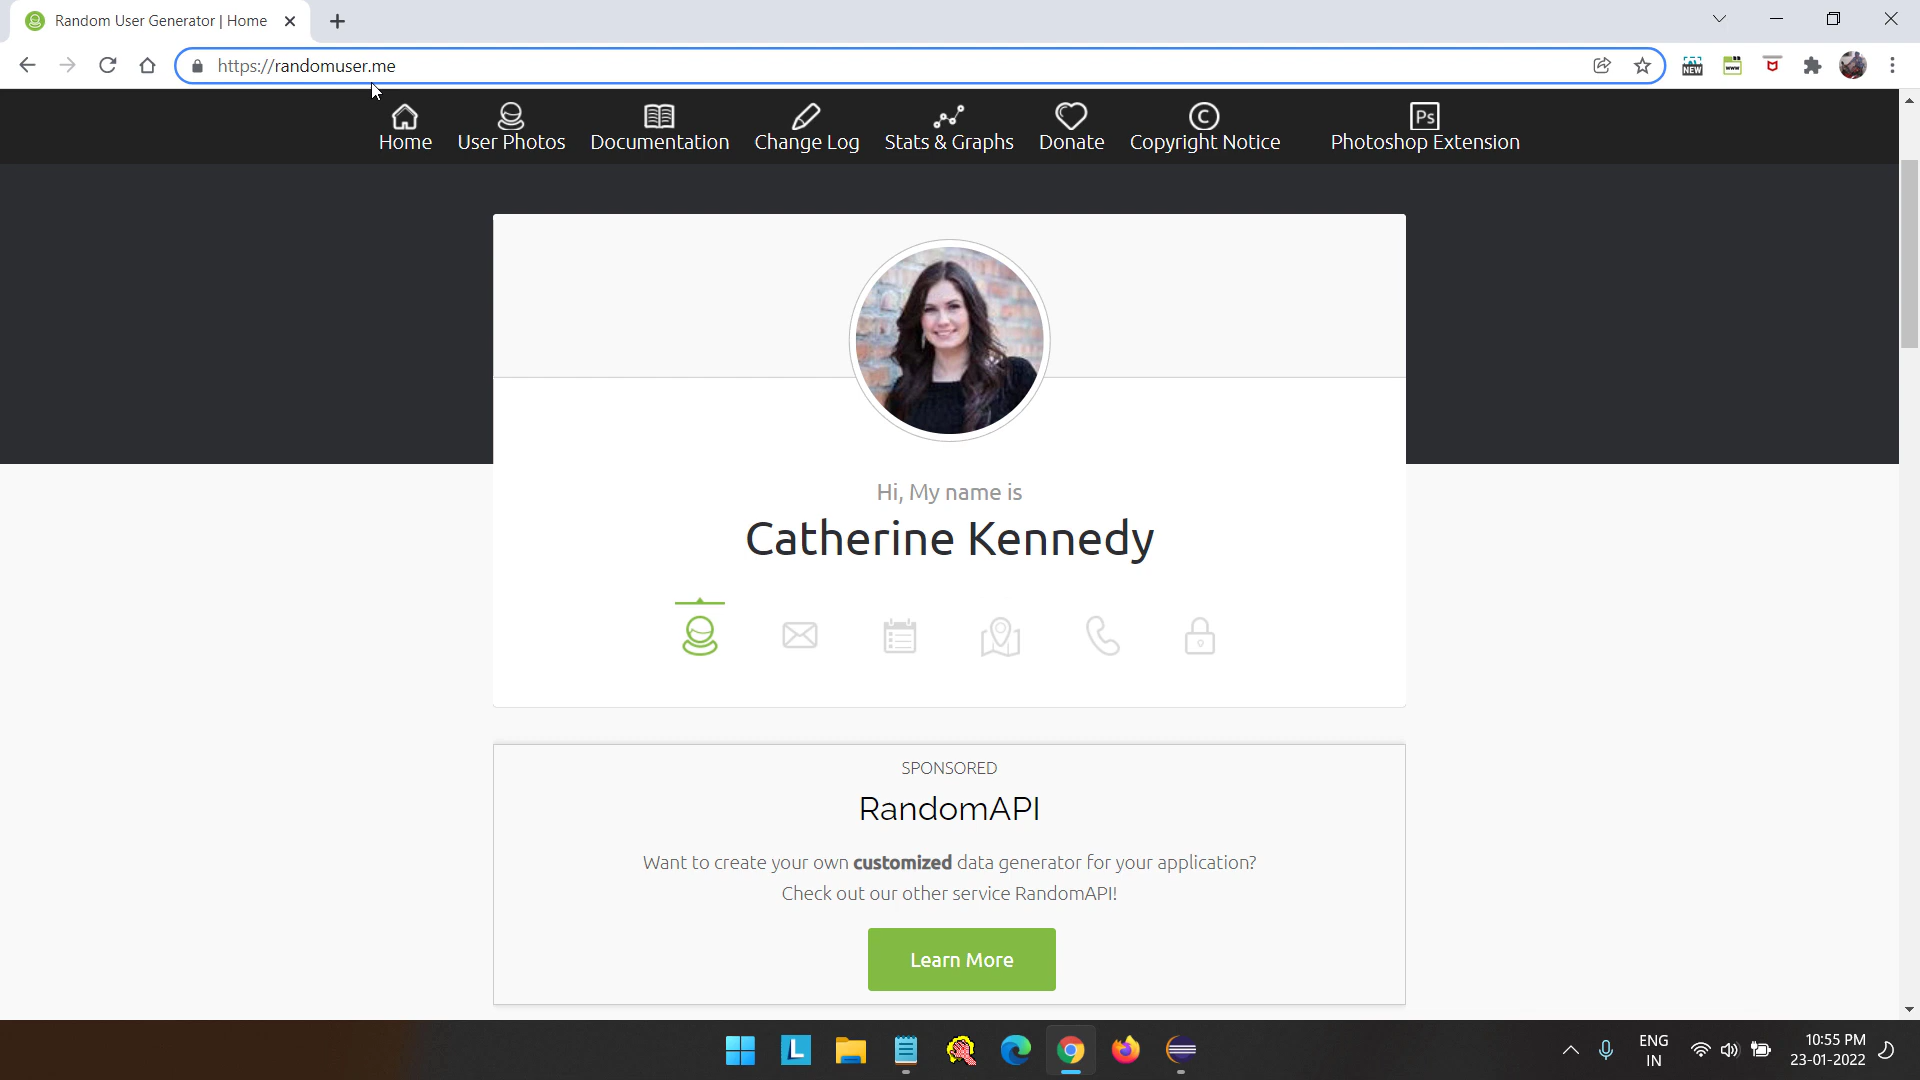 Random User Generator | Home
https://randomuser.me
NEW
www
Home
User Photos
Documentation
Change Log
Stats & Graphs
Donate
Copyright Notice
Ps
Photoshop Extension
Hi, My name is
Catherine Kennedy
SPONSORED
RandomAPI
Want to create your own customized data generator for your application?
Check out our other service RandomAPI!
Learn More
L
ENG
IN
10:55 PM
23-01-2022